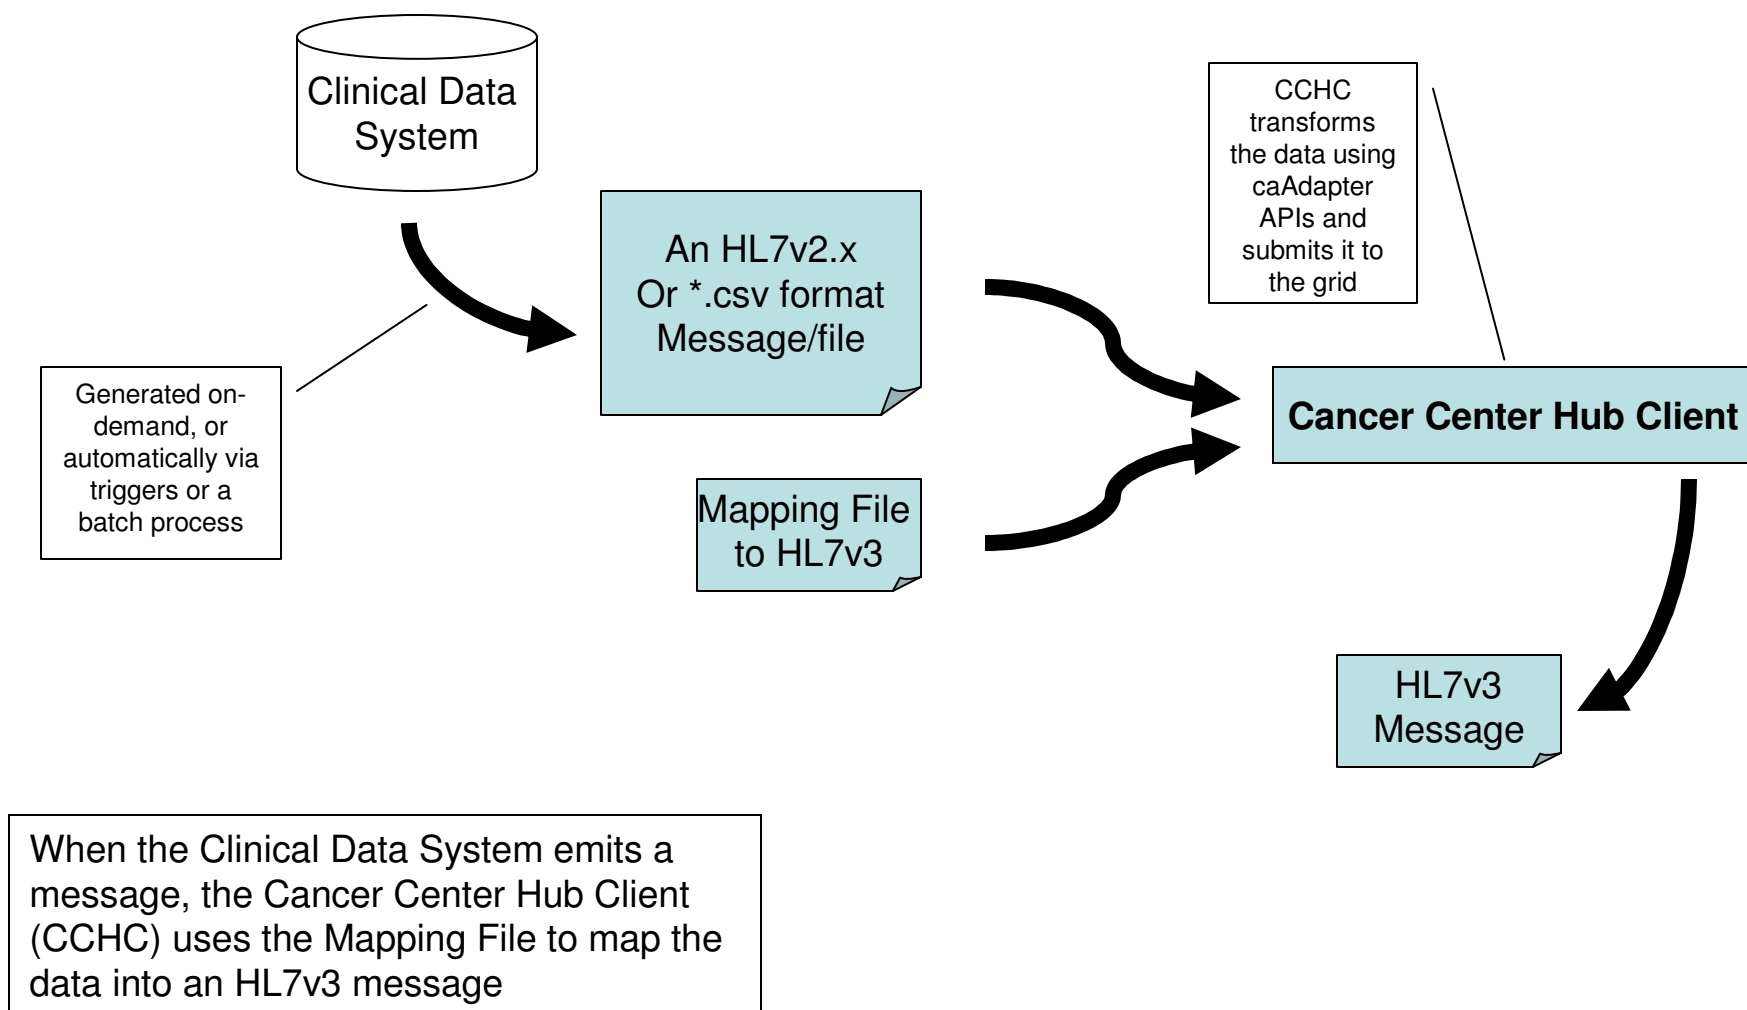 Clinical Data
System
CCHC
transforms
the data using
caAdapter
APIs and
submits it to
the grid
An HL7v2.x
Or *.csv format
Message/file
Generated on-
demand, or
automatically via
triggers or a
batch process
Cancer Center Hub Client
Mapping File
to HL7v3
HL7v3
Message
When the Clinical Data System emits a
message, the Cancer Center Hub Client
(CCHC) uses the Mapping File to map the
data into an HL7v3 message